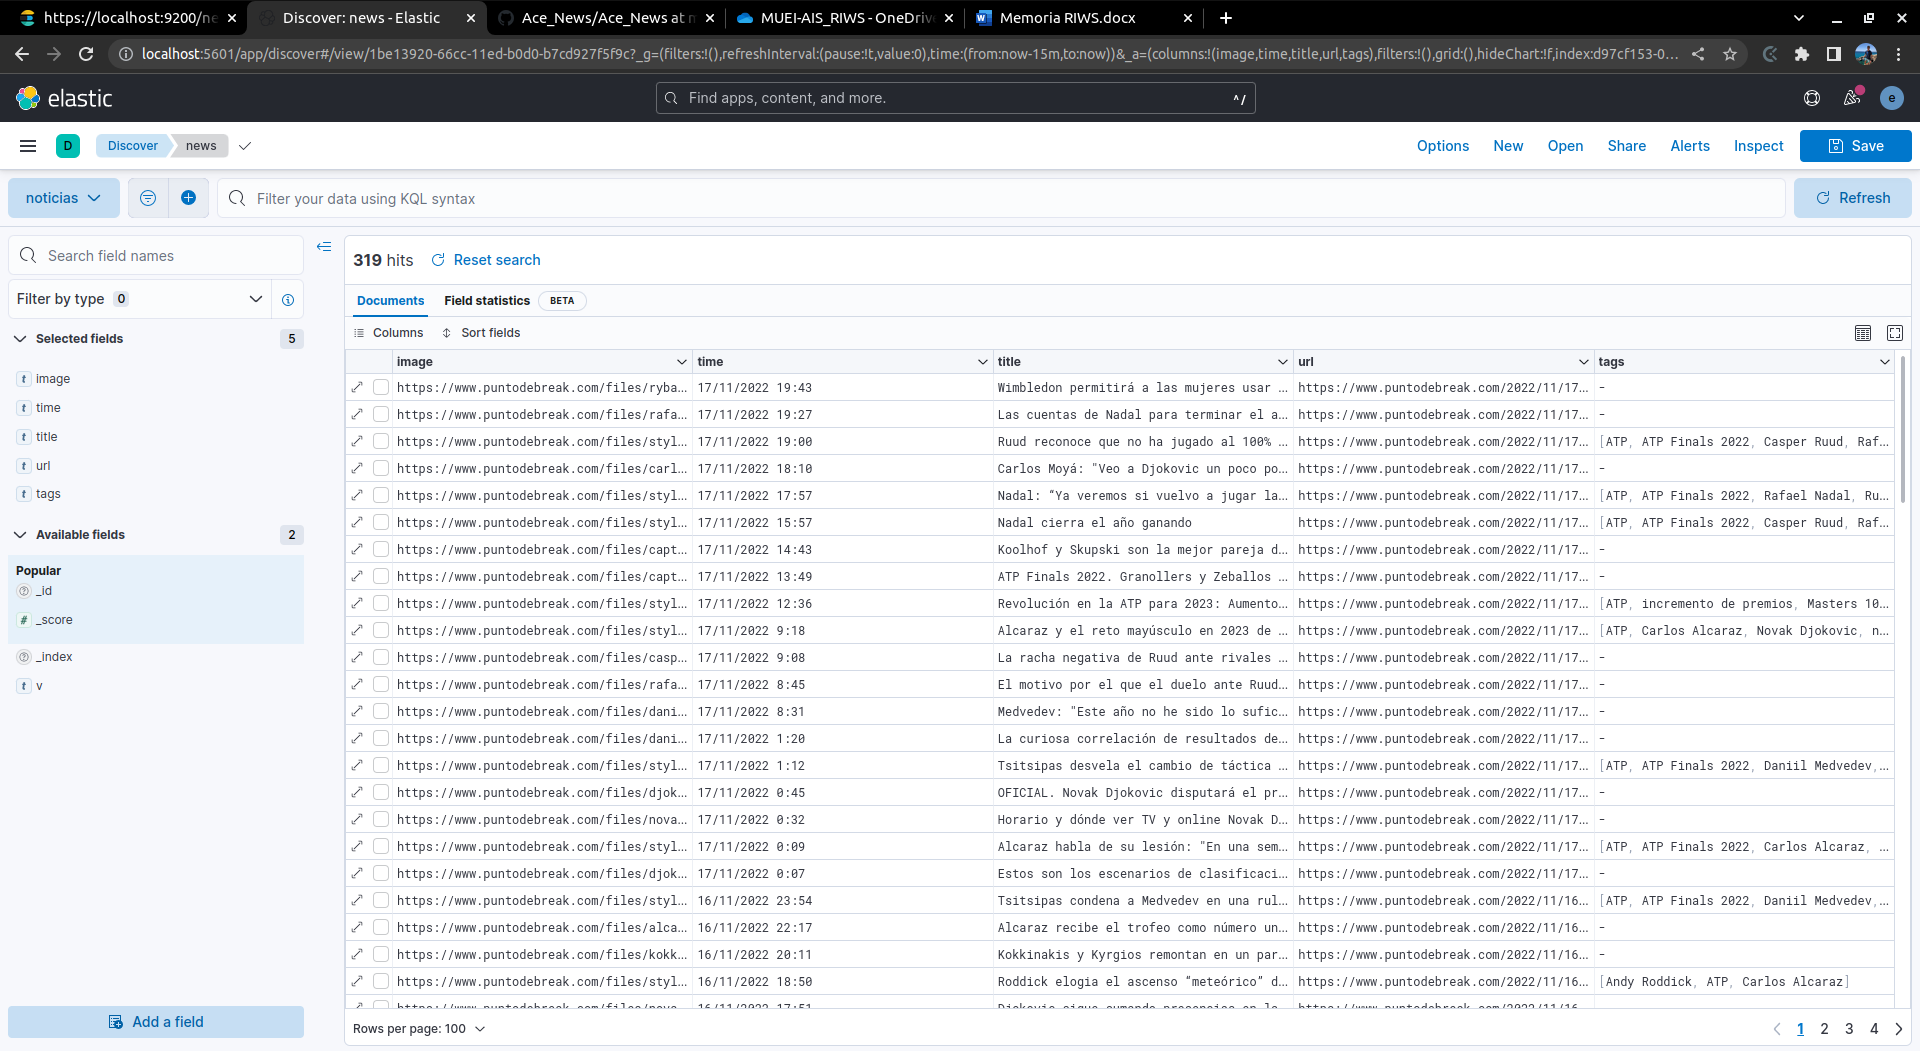 https://localhost:9200/ne
Discover: news - Elastic
Ace_News/Ace_News at m
MUEI-AIS_RIWS - OneDrive
Memoria RIWS.docx
localhost:5601/app/discover#/view/1be13920-66cc-11ed-b0d0-b7cd927f5f9c?_g=(filters:!(),refreshInterval:(pause:!t,value:0),time:(from:now-15m,to:now))&_a=(columns:!(image,time,title,url,tags),filters:!(),grid:(),hideChart:!f,index:d97cf153-0...
elastic
Find apps, content, and more.
^/
e
D
Discover
news
Options
New
Open
Share
Alerts
Inspect
Save
noticias
Filter your data using KQL syntax
Refresh
Search field names
Filter by type 0
Selected fields 5
t image
t time
t title
t url
t tags
Available fields 2
Popular
_id
# _score
_index
t v
Add a field
319 hits
Reset search
Documents
Field statistics
BETA
Columns
Sort fields
image time title url tags
https://www.puntodebreak.com/files/ryba... 17/11/2022 19:43 Wimbledon permitirá a las mujeres usar ... https://www.puntodebreak.com/2022/11/17... -
https://www.puntodebreak.com/files/rafa... 17/11/2022 19:27 Las cuentas de Nadal para terminar el a... https://www.puntodebreak.com/2022/11/17... -
https://www.puntodebreak.com/files/styl... 17/11/2022 19:00 Ruud reconoce que no ha jugado al 100% ... https://www.puntodebreak.com/2022/11/17... [ATP, ATP Finals 2022, Casper Ruud, Raf...
https://www.puntodebreak.com/files/carl... 17/11/2022 18:10 Carlos Moyá: "Veo a Djokovic un poco po... https://www.puntodebreak.com/2022/11/17... -
https://www.puntodebreak.com/files/styl... 17/11/2022 17:57 Nadal: “Ya veremos si vuelvo a jugar la... https://www.puntodebreak.com/2022/11/17... [ATP, ATP Finals 2022, Rafael Nadal, Ru...
https://www.puntodebreak.com/files/styl... 17/11/2022 15:57 Nadal cierra el año ganando https://www.puntodebreak.com/2022/11/17... [ATP, ATP Finals 2022, Casper Ruud, Raf...
https://www.puntodebreak.com/files/capt... 17/11/2022 14:43 Koolhof y Skupski son la mejor pareja d... https://www.puntodebreak.com/2022/11/17... -
https://www.puntodebreak.com/files/capt... 17/11/2022 13:49 ATP Finals 2022. Granollers y Zeballos ... https://www.puntodebreak.com/2022/11/17... -
https://www.puntodebreak.com/files/styl... 17/11/2022 12:36 Revolución en la ATP para 2023: Aumento... https://www.puntodebreak.com/2022/11/17... [ATP, incremento de premios, Masters 10...
https://www.puntodebreak.com/files/styl... 17/11/2022 9:18 Alcaraz y el reto mayúsculo en 2023 de ... https://www.puntodebreak.com/2022/11/17... [ATP, Carlos Alcaraz, Novak Djokovic, n...
https://www.puntodebreak.com/files/casp... 17/11/2022 9:08 La racha negativa de Ruud ante rivales ... https://www.puntodebreak.com/2022/11/17... -
https://www.puntodebreak.com/files/rafa... 17/11/2022 8:45 El motivo por el que el duelo ante Ruud... https://www.puntodebreak.com/2022/11/17... -
https://www.puntodebreak.com/files/dani... 17/11/2022 8:31 Medvedev: "Este año no he sido lo sufic... https://www.puntodebreak.com/2022/11/17... -
https://www.puntodebreak.com/files/dani... 17/11/2022 1:20 La curiosa correlación de resultados de... https://www.puntodebreak.com/2022/11/17... -
https://www.puntodebreak.com/files/styl... 17/11/2022 1:12 Tsitsipas desvela el cambio de táctica ... https://www.puntodebreak.com/2022/11/17... [ATP, ATP Finals 2022, Daniil Medvedev,...
https://www.puntodebreak.com/files/djok... 17/11/2022 0:45 OFICIAL. Novak Djokovic disputará el pr... https://www.puntodebreak.com/2022/11/17... -
https://www.puntodebreak.com/files/nova... 17/11/2022 0:32 Horario y dónde ver TV y online Novak D... https://www.puntodebreak.com/2022/11/17... -
https://www.puntodebreak.com/files/styl... 17/11/2022 0:09 Alcaraz habla de su lesión: "En una sem... https://www.puntodebreak.com/2022/11/17... [ATP, ATP Finals 2022, Carlos Alcaraz, ...
https://www.puntodebreak.com/files/djok... 17/11/2022 0:07 Estos son los escenarios de clasificaci... https://www.puntodebreak.com/2022/11/17... -
https://www.puntodebreak.com/files/styl... 16/11/2022 23:54 Tsitsipas condena a Medvedev en una rul... https://www.puntodebreak.com/2022/11/16... [ATP, ATP Finals 2022, Daniil Medvedev,...
https://www.puntodebreak.com/files/alca... 16/11/2022 22:17 Alcaraz recibe el trofeo como número un... https://www.puntodebreak.com/2022/11/16... -
https://www.puntodebreak.com/files/kokk... 16/11/2022 20:11 Kokkinakis y Kyrgios remontan en un par... https://www.puntodebreak.com/2022/11/16... -
https://www.puntodebreak.com/files/styl... 16/11/2022 18:50 Roddick elogia el ascenso “meteórico” d... https://www.puntodebreak.com/2022/11/16... [Andy Roddick, ATP, Carlos Alcaraz]
Rows per page: 100
1 2 3 4